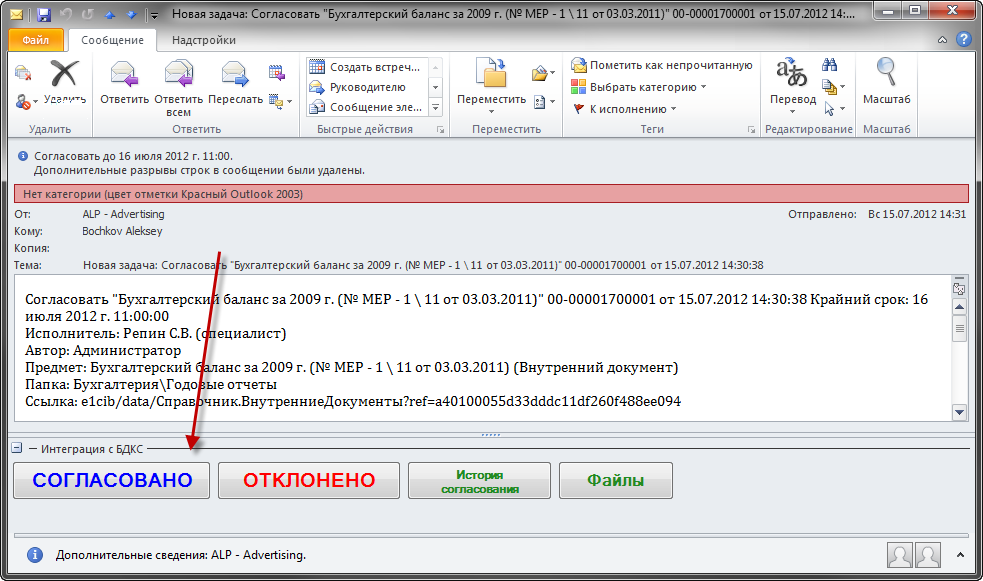 Новая задача: Согласовать "Бухгалтерский баланс за 2009 г. (№ МЕР - 1 \ 11 от 03.03.2011)" 00-00001700001 от 15.07.2012 14:...
Файл Сообщение Надстройки
Удалить
Ответить
Ответить всем
Переслать
Создать встреч...
Руководителю
Сообщение эле...
Переместить
Пометить как непрочитанную
Выбрать категорию
К исполнению
Перевод
Масштаб
Удалить Ответить Быстрые действия Переместить Теги Редактирование Масштаб
Согласовать до 16 июля 2012 г. 11:00.
Дополнительные разрывы строк в сообщении были удалены.
Нет категории (цвет отметки Красный Outlook 2003)
От: ALP - Advertising Отправлено: Вс 15.07.2012 14:31
Кому: Bochkov Aleksey
Копия:
Тема: Новая задача: Согласовать "Бухгалтерский баланс за 2009 г. (№ МЕР - 1 \ 11 от 03.03.2011)" 00-00001700001 от 15.07.2012 14:30:38
Согласовать "Бухгалтерский баланс за 2009 г. (№ МЕР - 1 \ 11 от 03.03.2011)" 00-00001700001 от 15.07.2012 14:30:38 Крайний срок: 16
июля 2012 г. 11:00:00
Исполнитель: Репин С.В. (специалист)
Автор: Администратор
Предмет: Бухгалтерский баланс за 2009 г. (№ МЕР - 1 \ 11 от 03.03.2011) (Внутренний документ)
Папка: Бухгалтерия\Годовые отчеты
Ссылка: e1cib/data/Справочник.ВнутренниеДокументы?ref=a40100055d33dddc11df260f488ee094
Интеграция с БДКС
СОГЛАСОВАНО
ОТКЛОНЕНО
История
согласования
Файлы
Дополнительные сведения: ALP - Advertising.